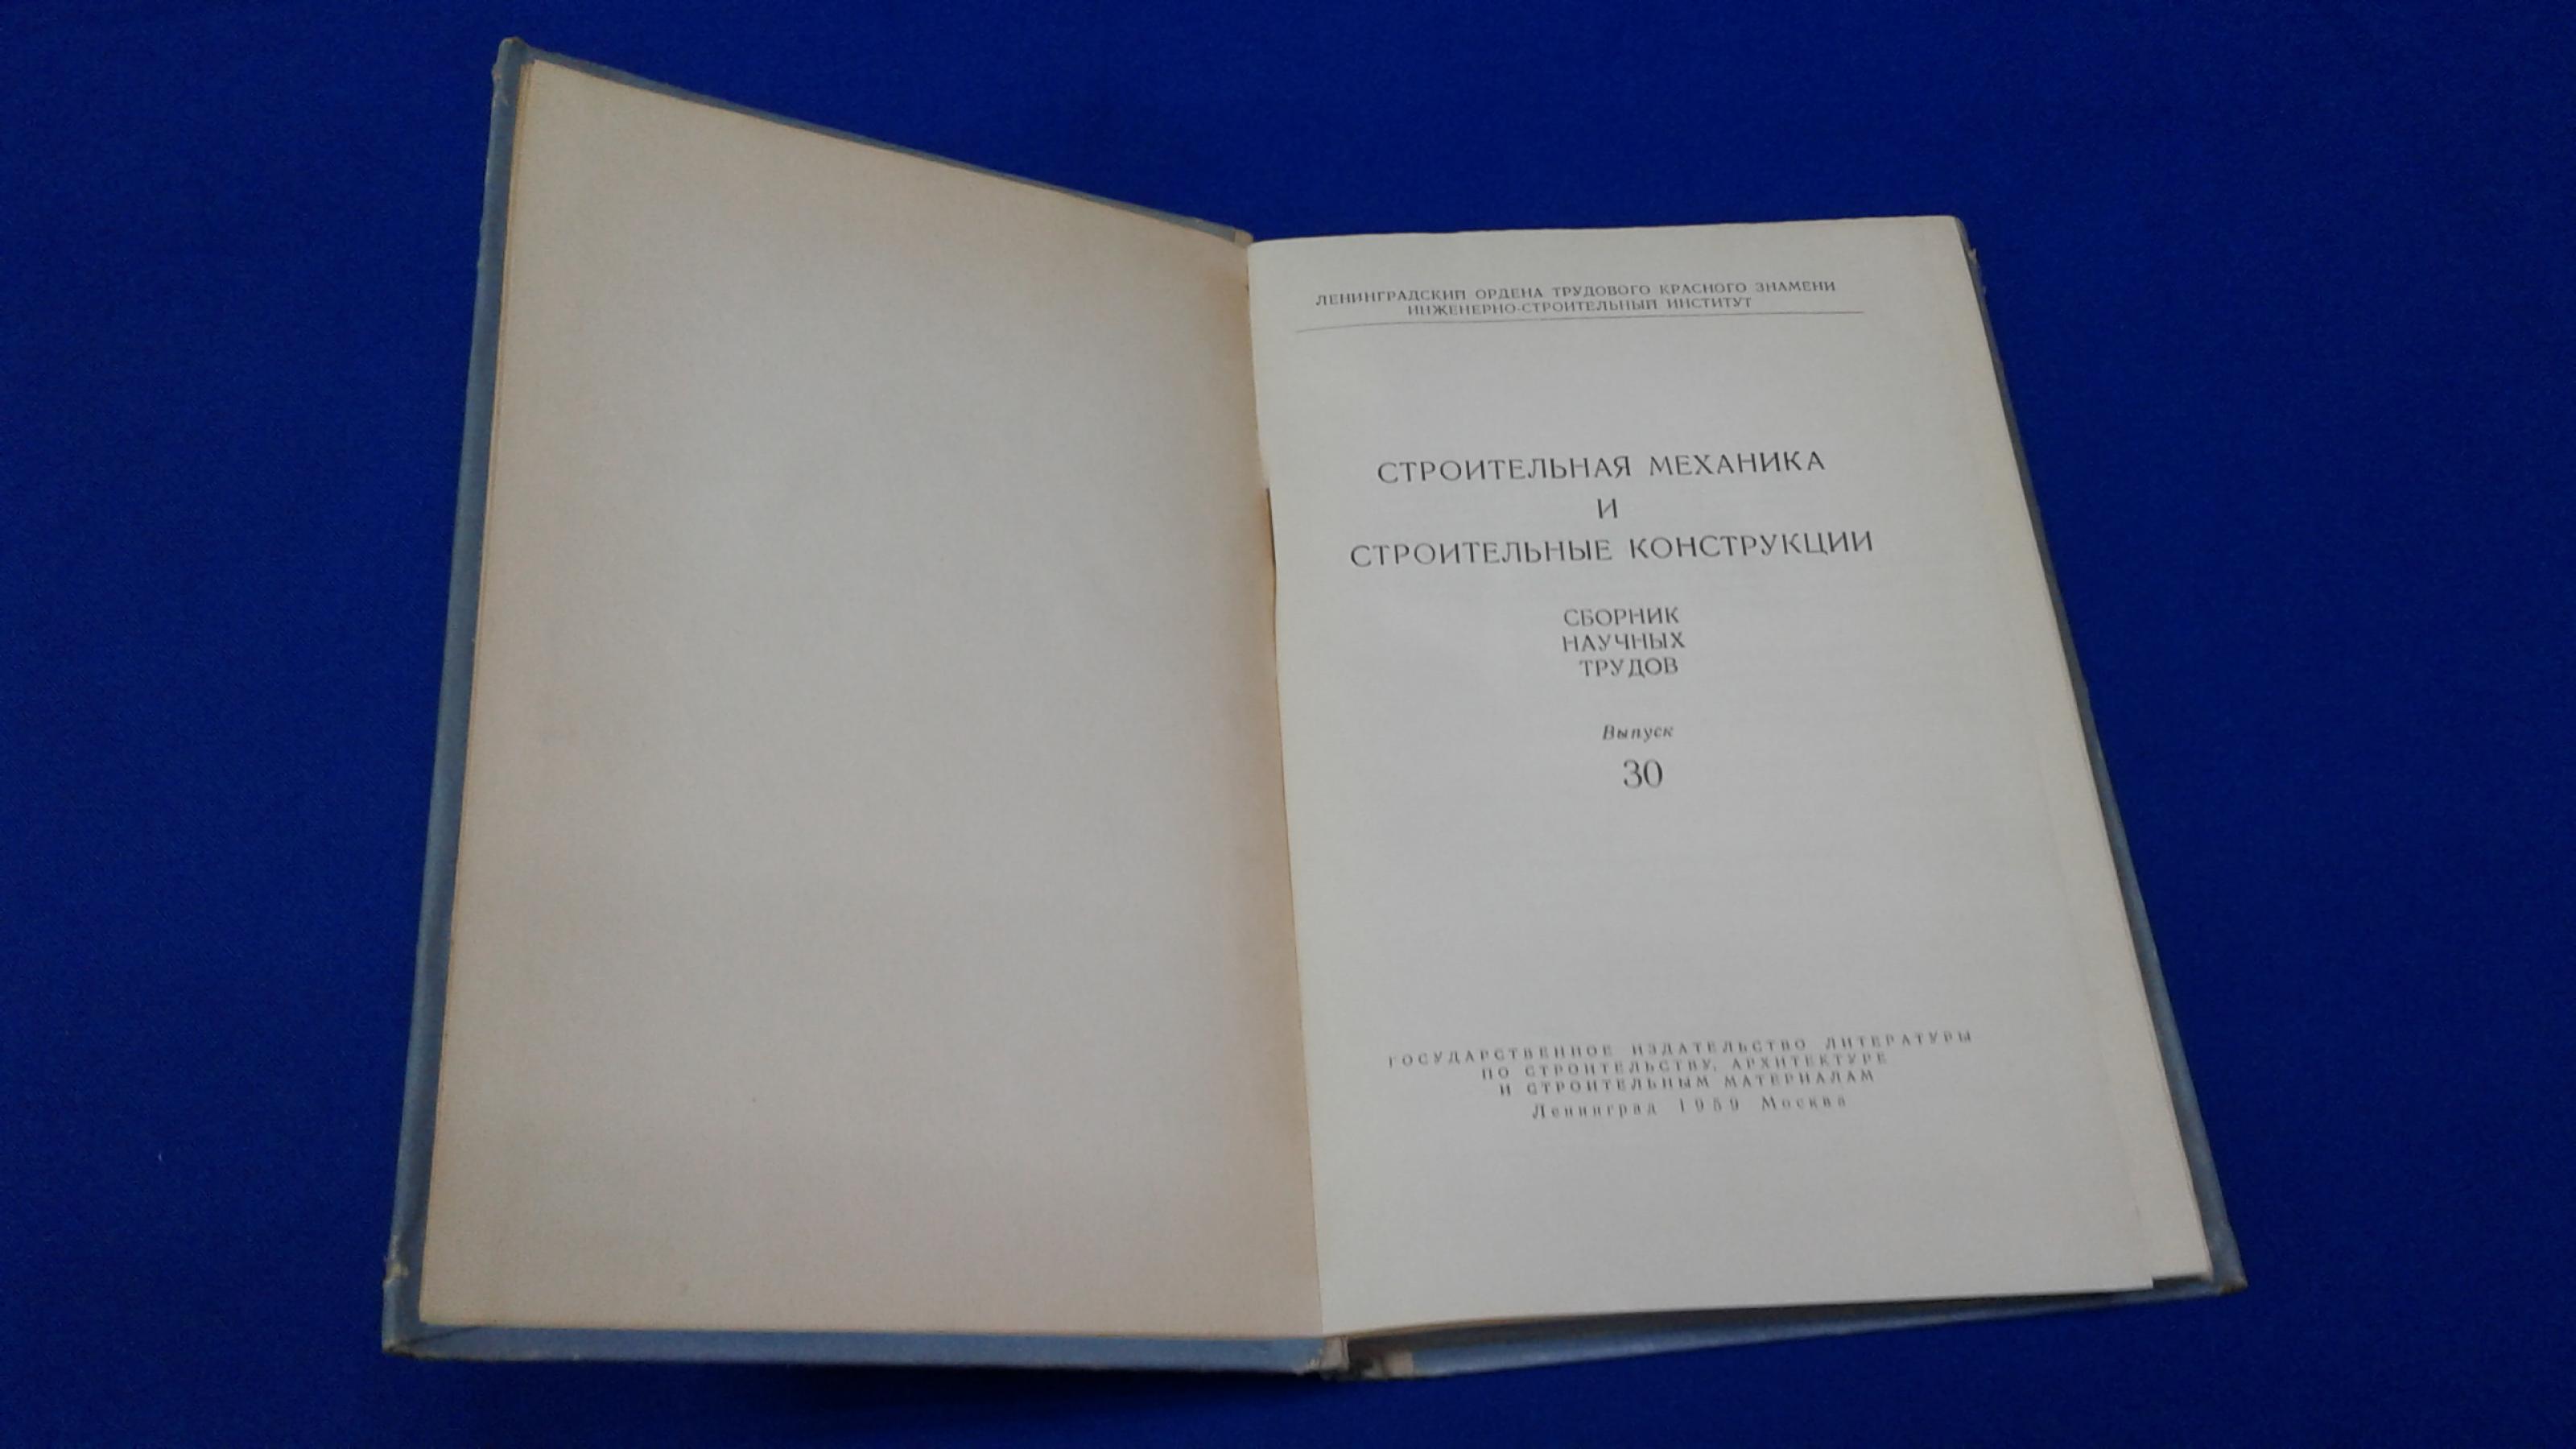 ЛЕНИНГРАДСКИЙ ОРДЕНА ТРУДОВОГО КРАСНОГО ЗНАМЕНИ
ИНЖЕНЕРНО-СТРОИТЕЛЬНЫЙ ИНСТИТУТ
СТРОИТЕЛЬНАЯ МЕХАНИКА
И
СТРОИТЕЛЬНЫЕ КОНСТРУКЦИИ
СБОРНИК
НАУЧНЫХ
ТРУДОВ
Выпуск
30
ГОСУДАРСТВЕННОЕ ИЗДАТЕЛЬСТВО ЛИТЕРАТУРЫ
ПО СТРОИТЕЛЬСТВУ, АРХИТЕКТУРЕ
И СТРОИТЕЛЬНЫМ МАТЕРИАЛАМ
Ленинград 1959 Москва